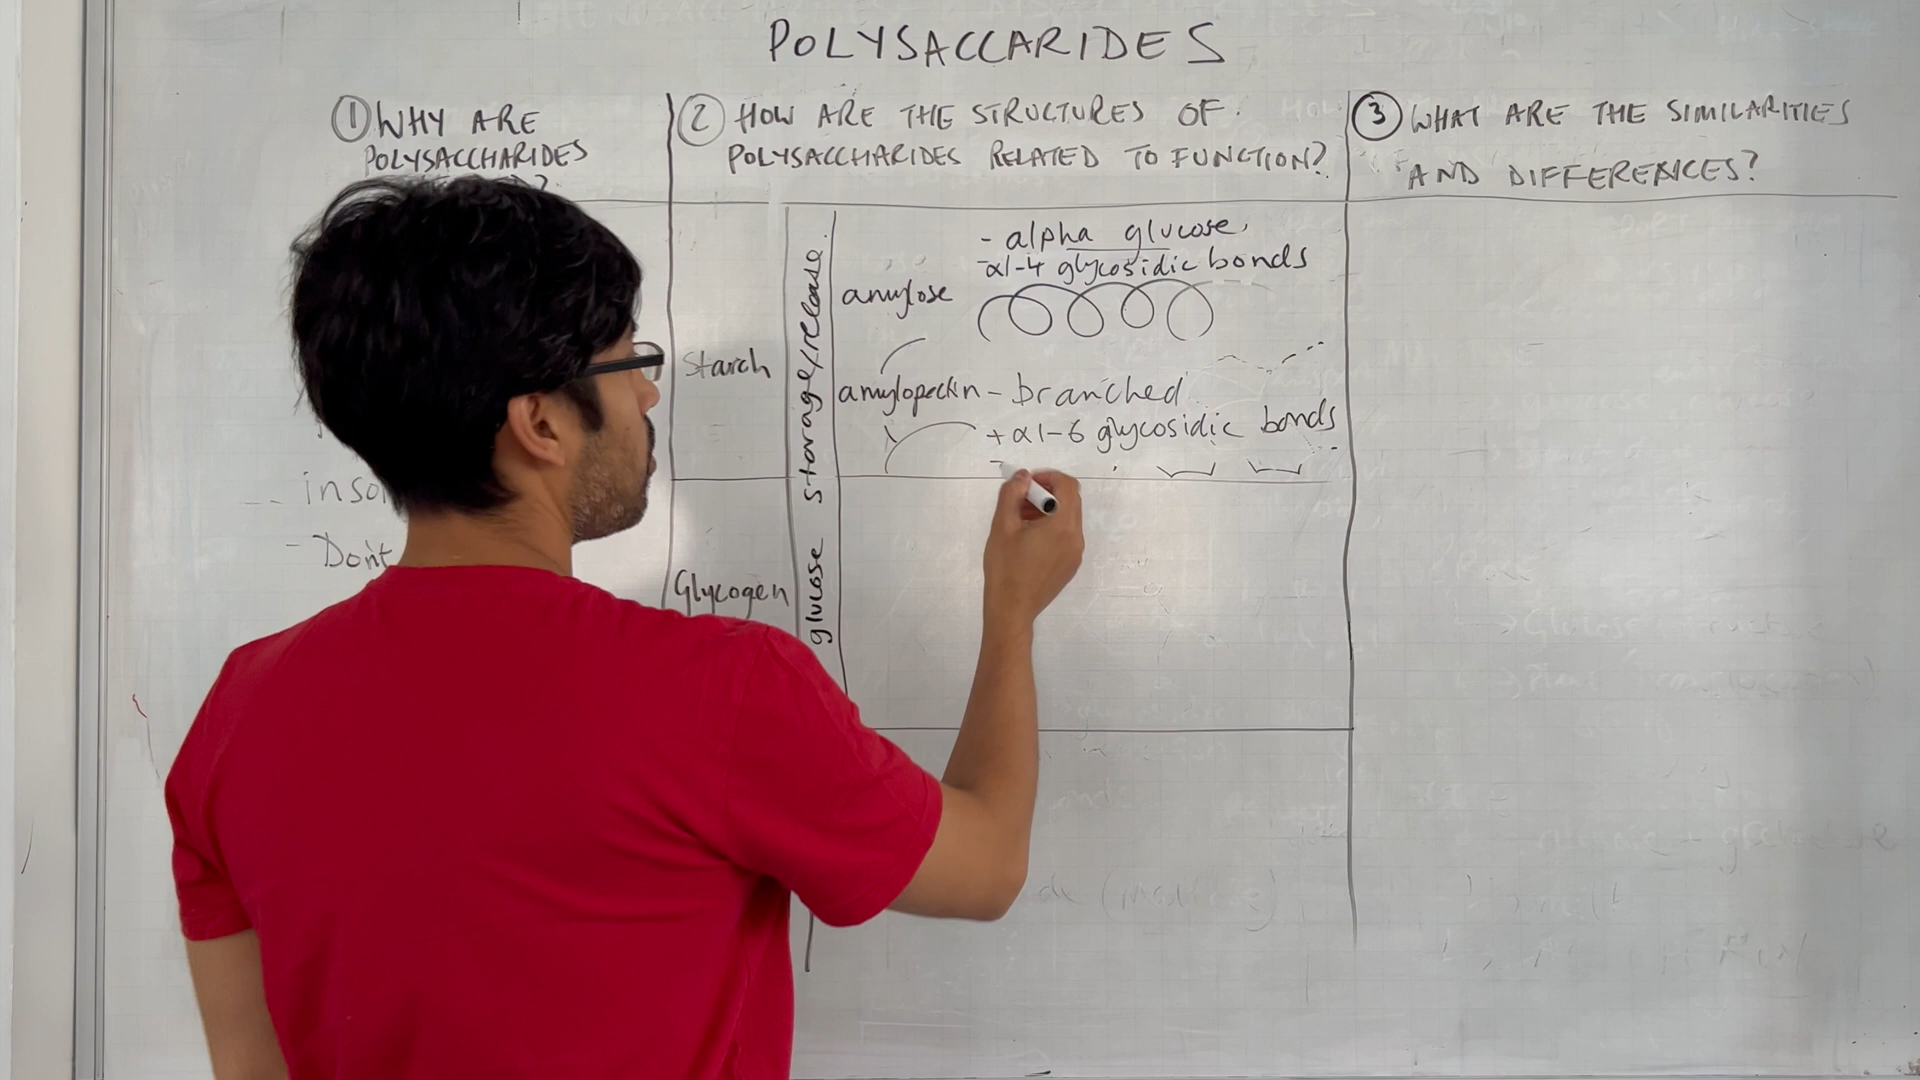 POLYSACCARIDES
① WHY ARE
POLYSACCHARIDES
② HOW ARE THE STRUCTURES OF
POLYSACCHARIDES RELATED TO FUNCTION?
③ WHAT ARE THE SIMILARITIES
AND DIFFERENCES?
insol
- Don't
Starch
Glycogen
glucose storage/release
amylose
- alpha glucose
- α1-4 glycosidic bonds
amylopectin - branched
+ α1-6 glycosidic bonds